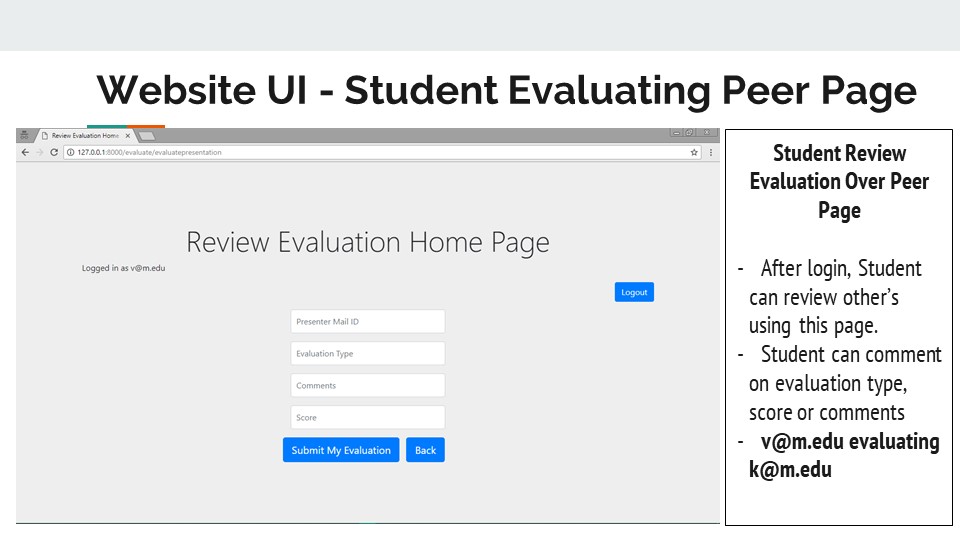 Website UI - Student Evaluating Peer Page
Review Evaluation Home
127.0.0.1:8000/evaluate/evaluatepresentation
Review Evaluation Home Page
Logged in as v@m.edu
Logout
Presenter Mail ID
Evaluation Type
Comments
Score
Submit My Evaluation Back
Student Review
Evaluation Over Peer
Page
- After login, Student
can review other's
using this page.
- Student can comment
on evaluation type,
score or comments
- v@m.edu evaluating
k@m.edu